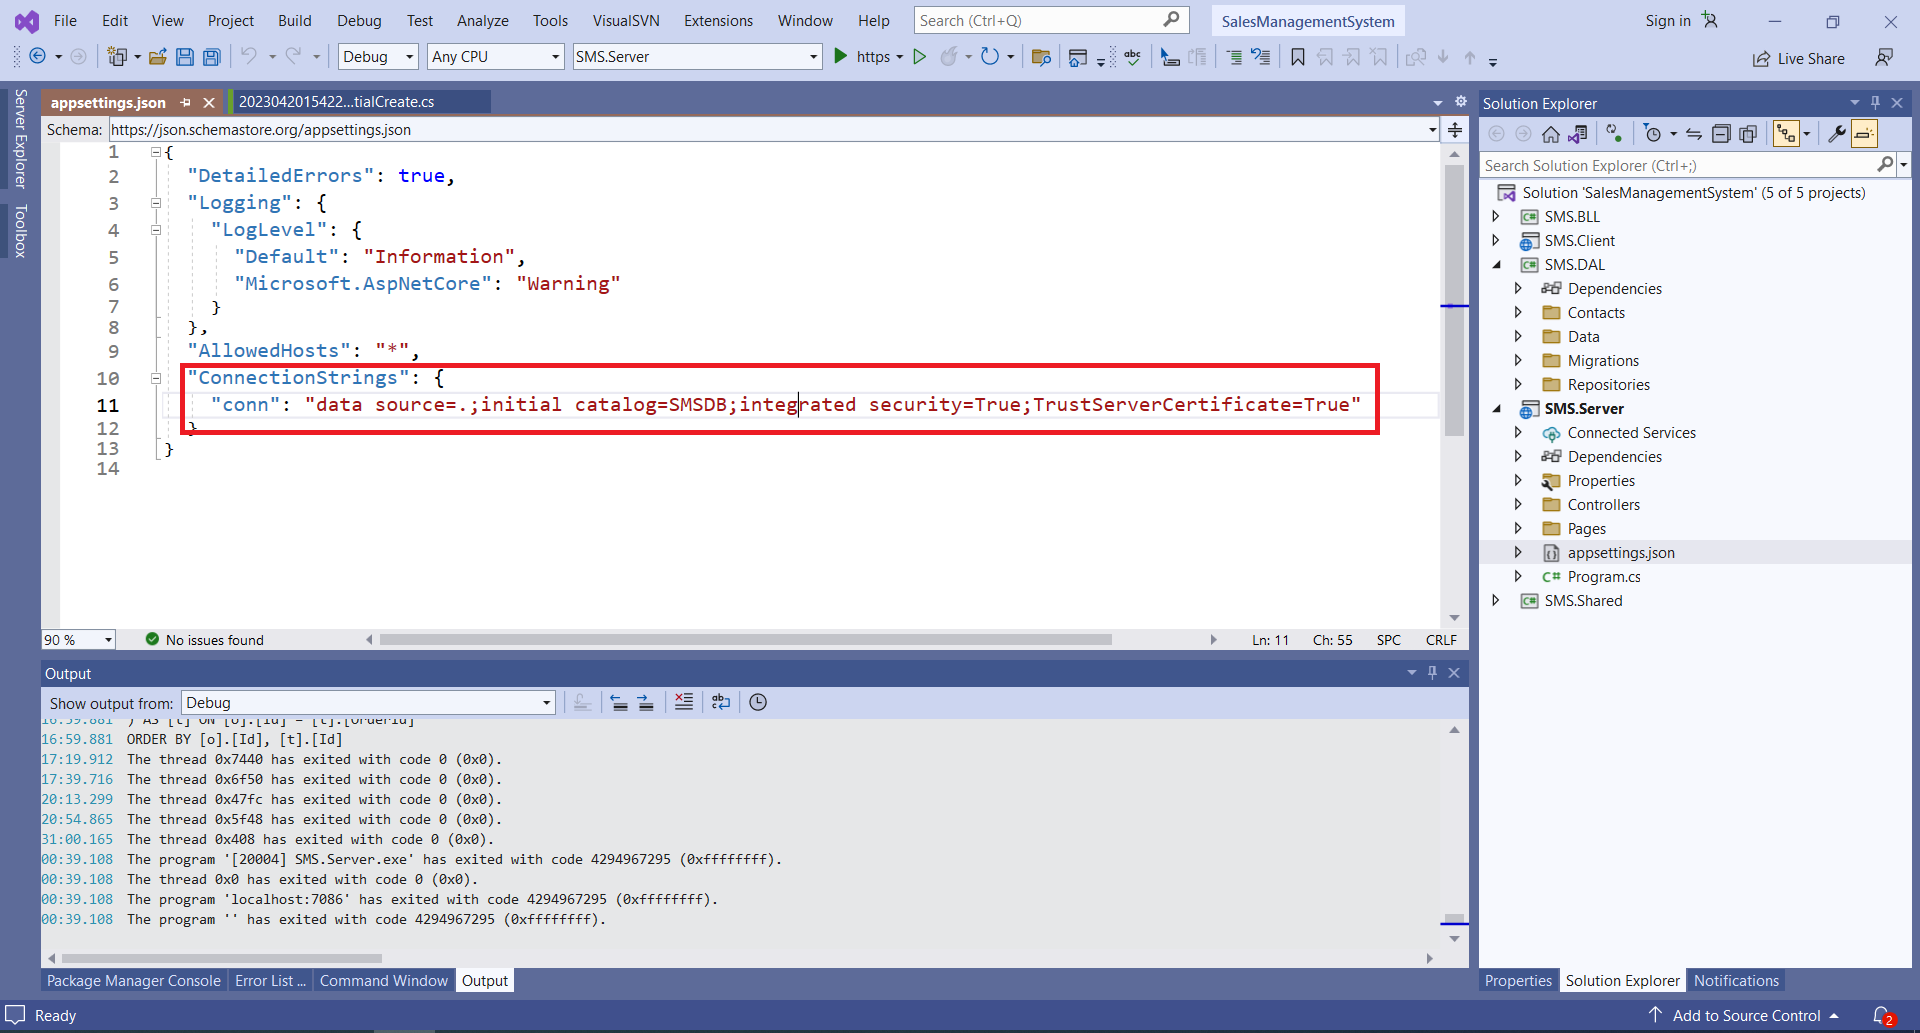 File Edit View Project Build Debug Test Analyze Tools VisualSVN Extensions Window Help Search (Ctrl+Q) SalesManagementSystem Sign in
Debug Any CPU SMS.Server https Live Share
Server Explorer
Toolbox
appsettings.json 2023042015422...tialCreate.cs
Schema: https://json.schemastore.org/appsettings.json
1 {
2 "DetailedErrors": true,
3 "Logging": {
4 "LogLevel": {
5 "Default": "Information",
6 "Microsoft.AspNetCore": "Warning"
7 }
8 },
9 "AllowedHosts": "*",
10 "ConnectionStrings": {
11 "conn": "data source=.;initial catalog=SMSDB;integrated security=True;TrustServerCertificate=True"
12 }
13 }
14
90 % No issues found Ln: 11 Ch: 55 SPC CRLF
Output
Show output from: Debug
16:59.881 ) AS [t] ON [o].[Id] = [t].[OrderId]
16:59.881 ORDER BY [o].[Id], [t].[Id]
17:19.912 The thread 0x7440 has exited with code 0 (0x0).
17:39.716 The thread 0x6f50 has exited with code 0 (0x0).
20:13.299 The thread 0x47fc has exited with code 0 (0x0).
20:54.865 The thread 0x5f48 has exited with code 0 (0x0).
31:00.165 The thread 0x408 has exited with code 0 (0x0).
00:39.108 The program '[20004] SMS.Server.exe' has exited with code 4294967295 (0xffffffff).
00:39.108 The thread 0x0 has exited with code 0 (0x0).
00:39.108 The program 'localhost:7086' has exited with code 4294967295 (0xffffffff).
00:39.108 The program '' has exited with code 4294967295 (0xffffffff).
Package Manager Console Error List ... Command Window Output
Solution Explorer
Search Solution Explorer (Ctrl+;)
Solution 'SalesManagementSystem' (5 of 5 projects)
SMS.BLL
SMS.Client
SMS.DAL
Dependencies
Contacts
Data
Migrations
Repositories
SMS.Server
Connected Services
Dependencies
Properties
Controllers
Pages
appsettings.json
Program.cs
SMS.Shared
Properties Solution Explorer Notifications
Ready Add to Source Control 2